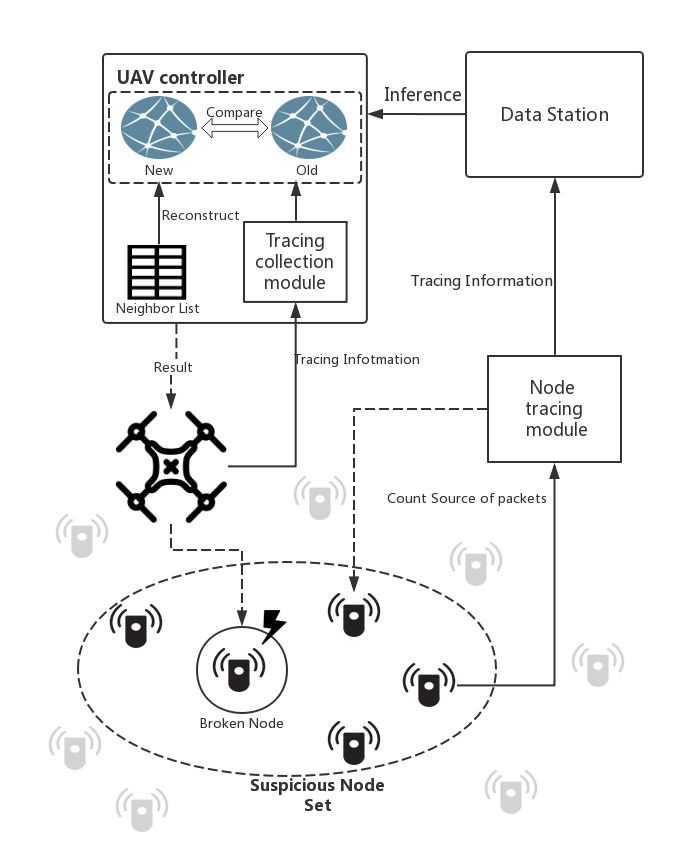 UAV controller
Compare
New
Old
Reconstruct
Tracing
collection
module
Neighbor List
Inference
Data Station
Tracing Information
Result
Tracing Infotmation
Node
tracing
module
Count Source of packets
Broken Node
Suspicious Node
Set